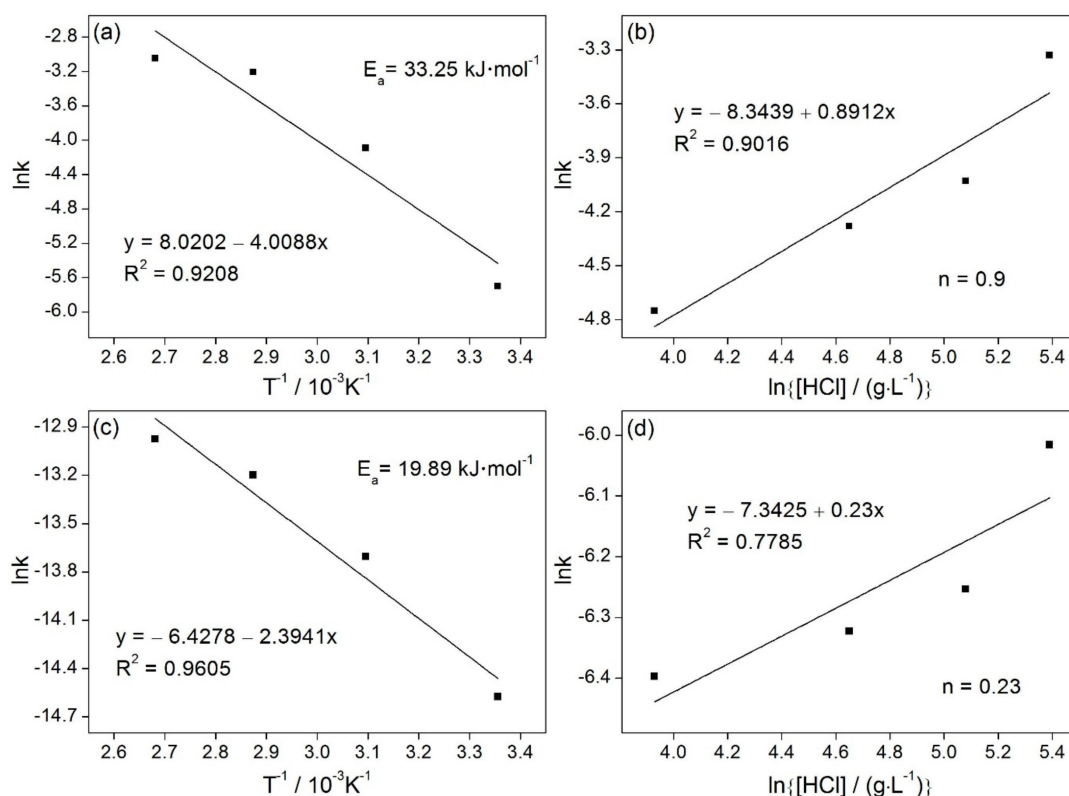 (a)
E_a = 33.25 kJ·mol⁻¹
y = 8.0202 − 4.0088x
R² = 0.9208
lnk
-2.8
-3.2
-3.6
-4.0
-4.4
-4.8
-5.2
-5.6
-6.0
2.6 2.7 2.8 2.9 3.0 3.1 3.2 3.3 3.4
T⁻¹ / 10⁻³K⁻¹
(b)
y = − 8.3439 + 0.8912x
R² = 0.9016
n = 0.9
lnk
-3.3
-3.6
-3.9
-4.2
-4.5
-4.8
4.0 4.2 4.4 4.6 4.8 5.0 5.2 5.4
ln{[HCl] / (g·L⁻¹)}
(c)
E_a = 19.89 kJ·mol⁻¹
y = − 6.4278 − 2.3941x
R² = 0.9605
lnk
-12.9
-13.2
-13.5
-13.8
-14.1
-14.4
-14.7
2.6 2.7 2.8 2.9 3.0 3.1 3.2 3.3 3.4
T⁻¹ / 10⁻³K⁻¹
(d)
y = − 7.3425 + 0.23x
R² = 0.7785
n = 0.23
lnk
-6.0
-6.1
-6.2
-6.3
-6.4
4.0 4.2 4.4 4.6 4.8 5.0 5.2 5.4
ln{[HCl] / (g·L⁻¹)}